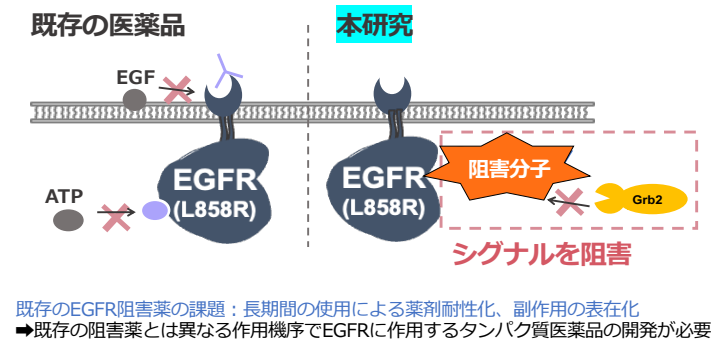 既存の医薬品
本研究
EGF
EGFR
(L858R)
ATP
EGFR
(L858R)
阻害分子
Grb2
シグナルを阻害
既存のEGFR阻害薬の課題：長期間の使用による薬剤耐性化、副作用の表在化
➡既存の阻害薬とは異なる作用機序でEGFRに作用するタンパク質医薬品の開発が必要